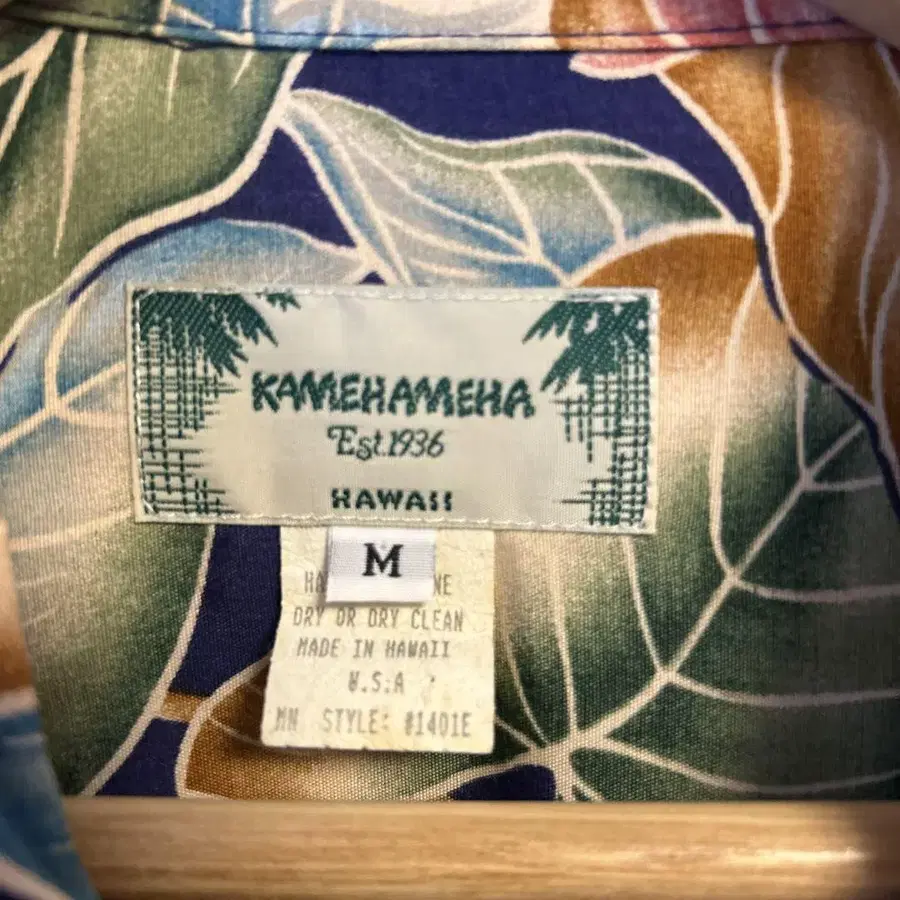 KAMEHAMEHA
Est.1936
HAWAII
M
DRY OR DRY CLEAN
MADE IN HAWAII
U.S.A
MN STYLE: #1401E